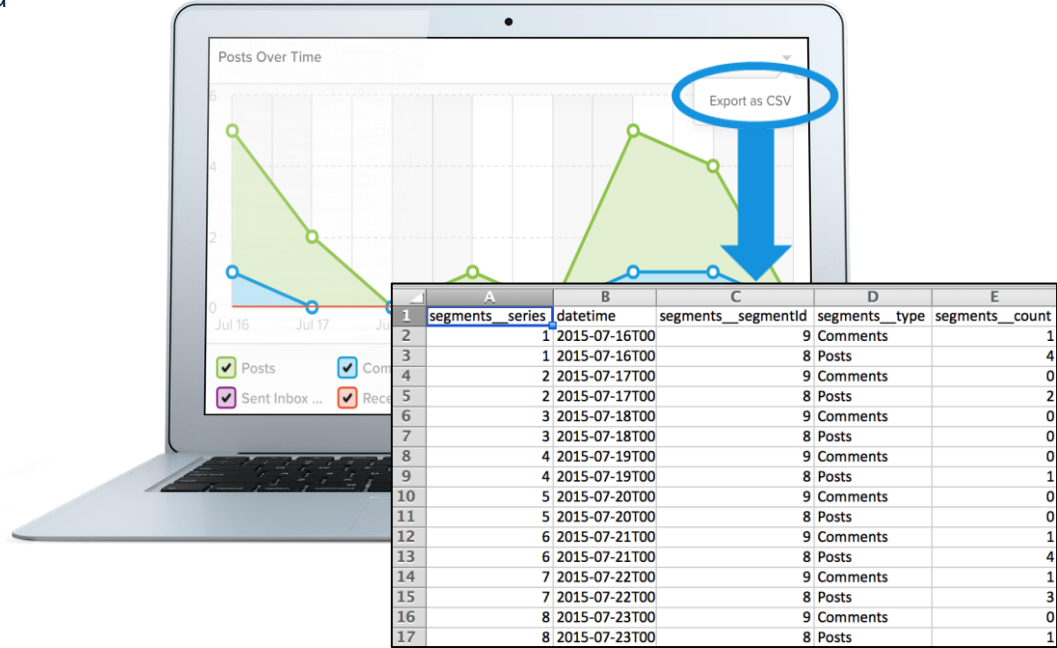 Posts Over Time
Export as CSV
6
4
2
0
Jul 16 Jul 17
Posts
Sent Inbox ...
A B C D E
1 segments__series datetime segments__segmentId segments__type segments__count
2 1 2015-07-16T00 9 Comments 1
3 1 2015-07-16T00 8 Posts 4
4 2 2015-07-17T00 9 Comments 0
5 2 2015-07-17T00 8 Posts 2
6 3 2015-07-18T00 9 Comments 0
7 3 2015-07-18T00 8 Posts 0
8 4 2015-07-19T00 9 Comments 0
9 4 2015-07-19T00 8 Posts 1
10 5 2015-07-20T00 9 Comments 0
11 5 2015-07-20T00 8 Posts 0
12 6 2015-07-21T00 9 Comments 1
13 6 2015-07-21T00 8 Posts 4
14 7 2015-07-22T00 9 Comments 1
15 7 2015-07-22T00 8 Posts 3
16 8 2015-07-23T00 9 Comments 0
17 8 2015-07-23T00 8 Posts 1